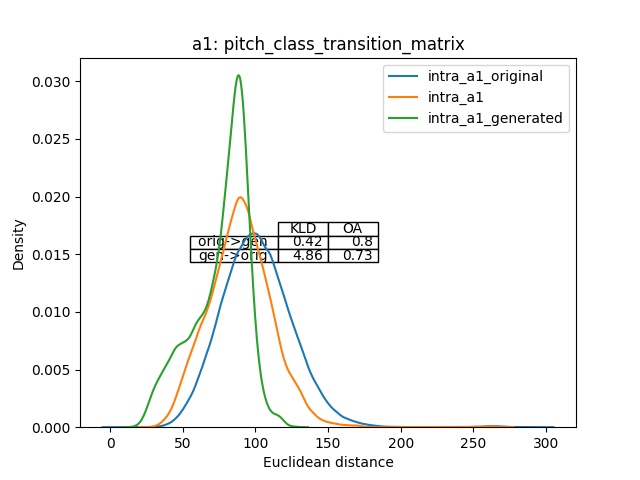 a1: pitch_class_transition_matrix
intra_a1_original
intra_a1
intra_a1_generated
0.030
0.025
0.020
0.015
0.010
0.005
0.000
Density
KLD OA
orig->gen 0.42 0.8
gen->orig 4.86 0.73
0 50 100 150 200 250 300
Euclidean distance